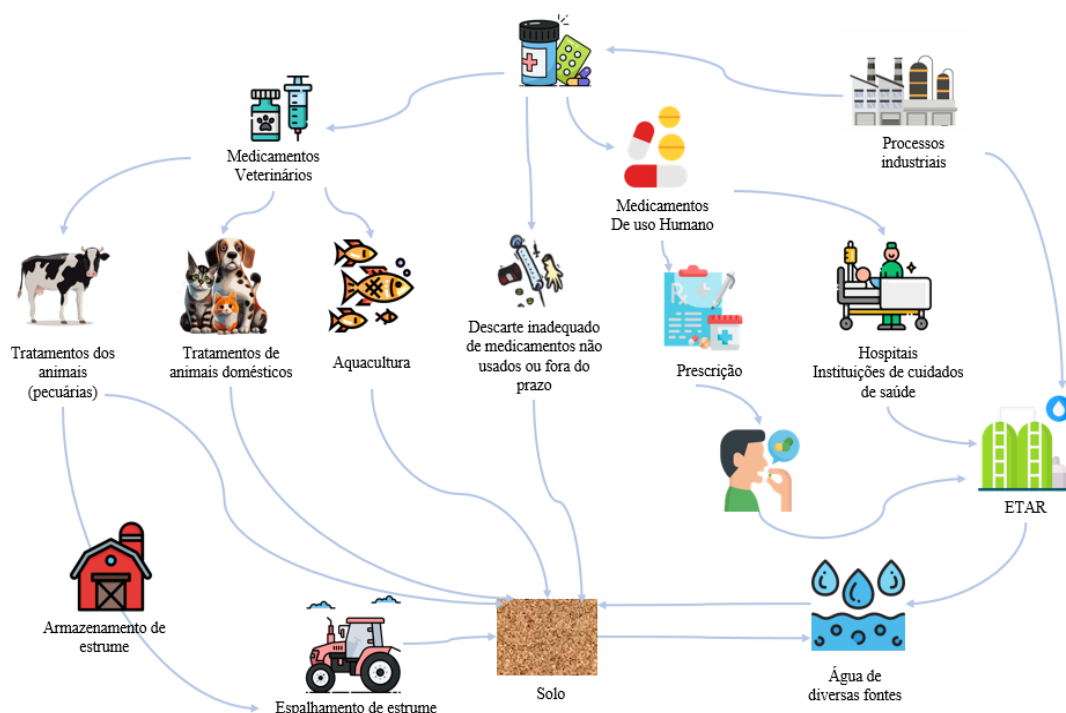 Medicamentos
Veterinários
Processos
industriais
Medicamentos
De uso Humano
Rx
Tratamentos dos
animais
(pecuárias)
Tratamentos de
animais domésticos
Aquacultura
Descarte inadequado
de medicamentos não
usados ou fora do
prazo
Prescrição
Hospitais
Instituições de cuidados
de saúde
ETAR
Armazenamento de
estrume
Espalhamento de estrume
Solo
Água de
diversas fontes